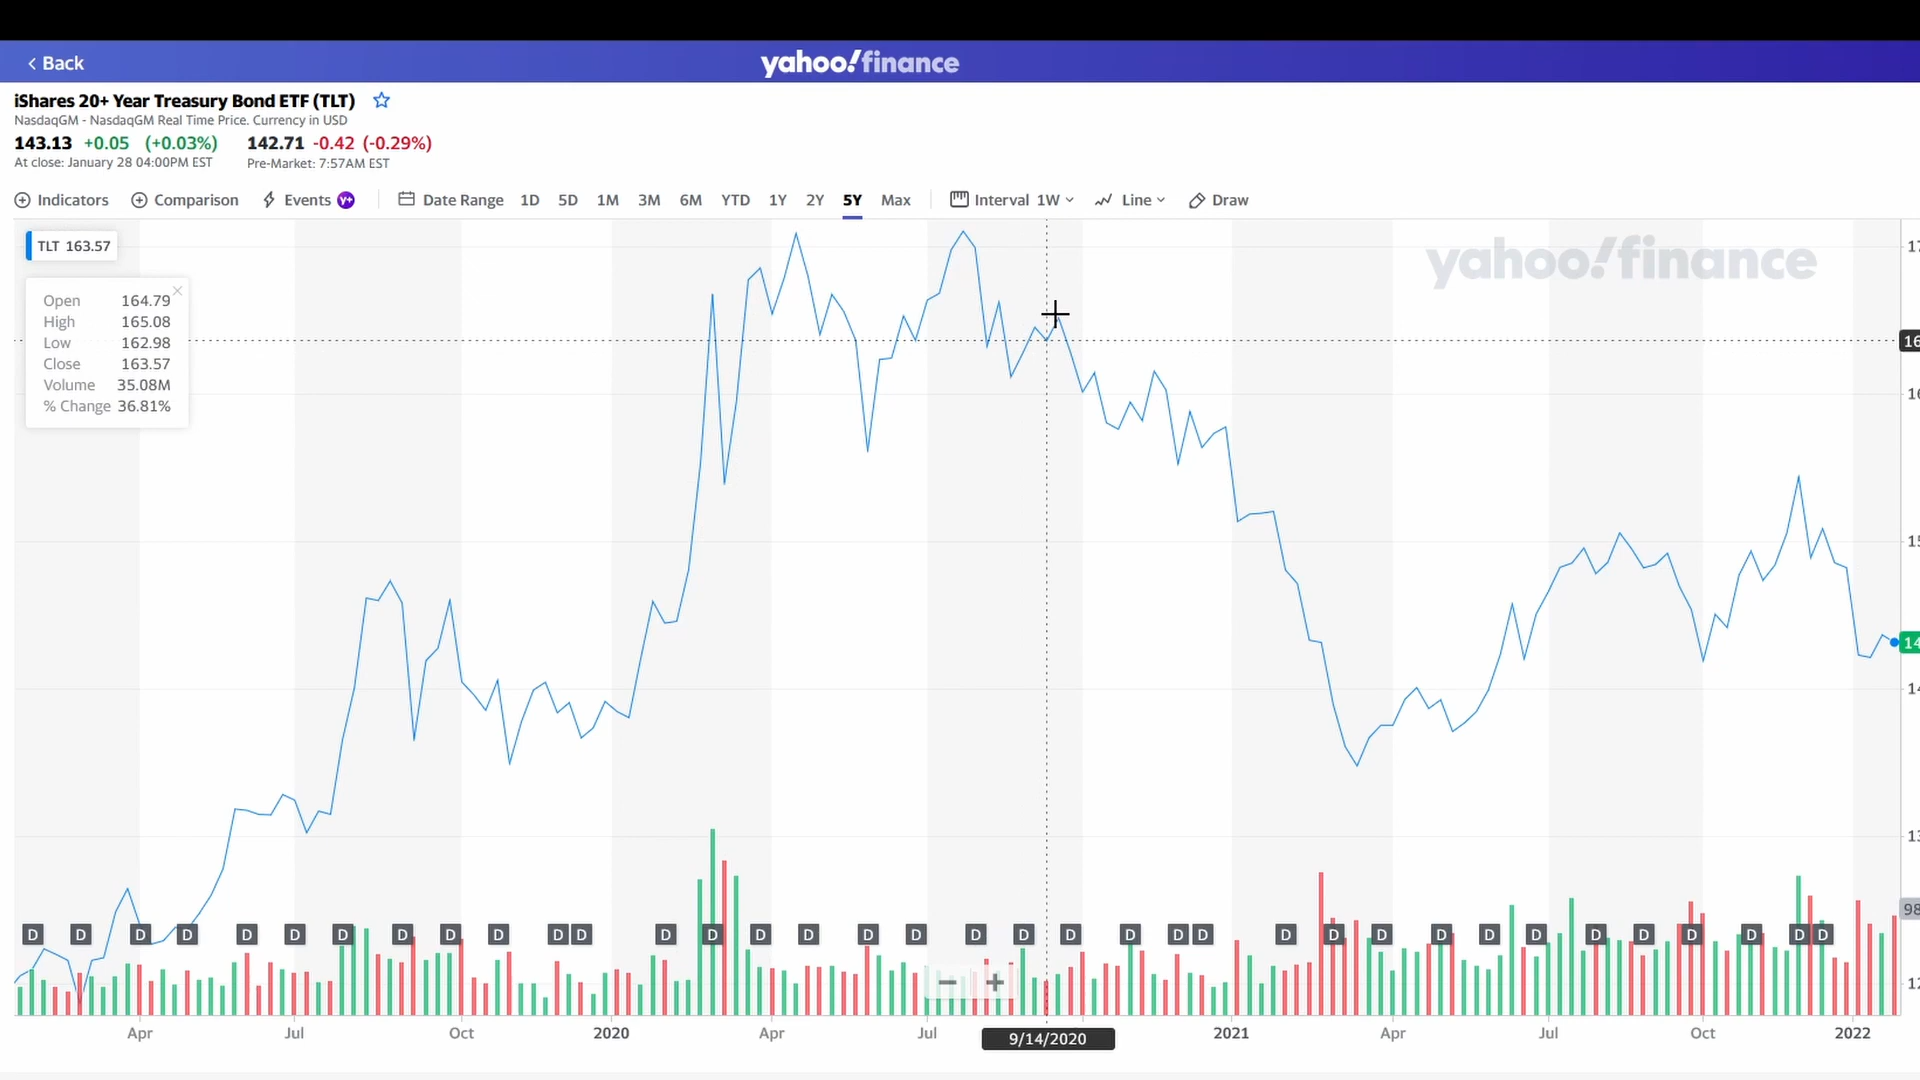 Back
yahoo!finance
iShares 20+ Year Treasury Bond ETF (TLT)
NasdaqGM - NasdaqGM Real Time Price. Currency in USD
143.13 +0.05 (+0.03%) 142.71 -0.42 (-0.29%)
At close: January 28 04:00PM EST Pre-Market: 7:57AM EST
Indicators Comparison Events Y+ Date Range 1D 5D 1M 3M 6M YTD 1Y 2Y 5Y Max Interval 1W Line Draw
TLT 163.57
yahoo!finance
Open 164.79
High 165.08
Low 162.98
Close 163.57
Volume 35.08M
% Change 36.81%
D D D D D D D D D D D D D D D D D D D D D D D D D D D D D D D D D D D D D D
Apr Jul Oct 2020 Apr Jul 9/14/2020 2021 Apr Jul Oct 2022